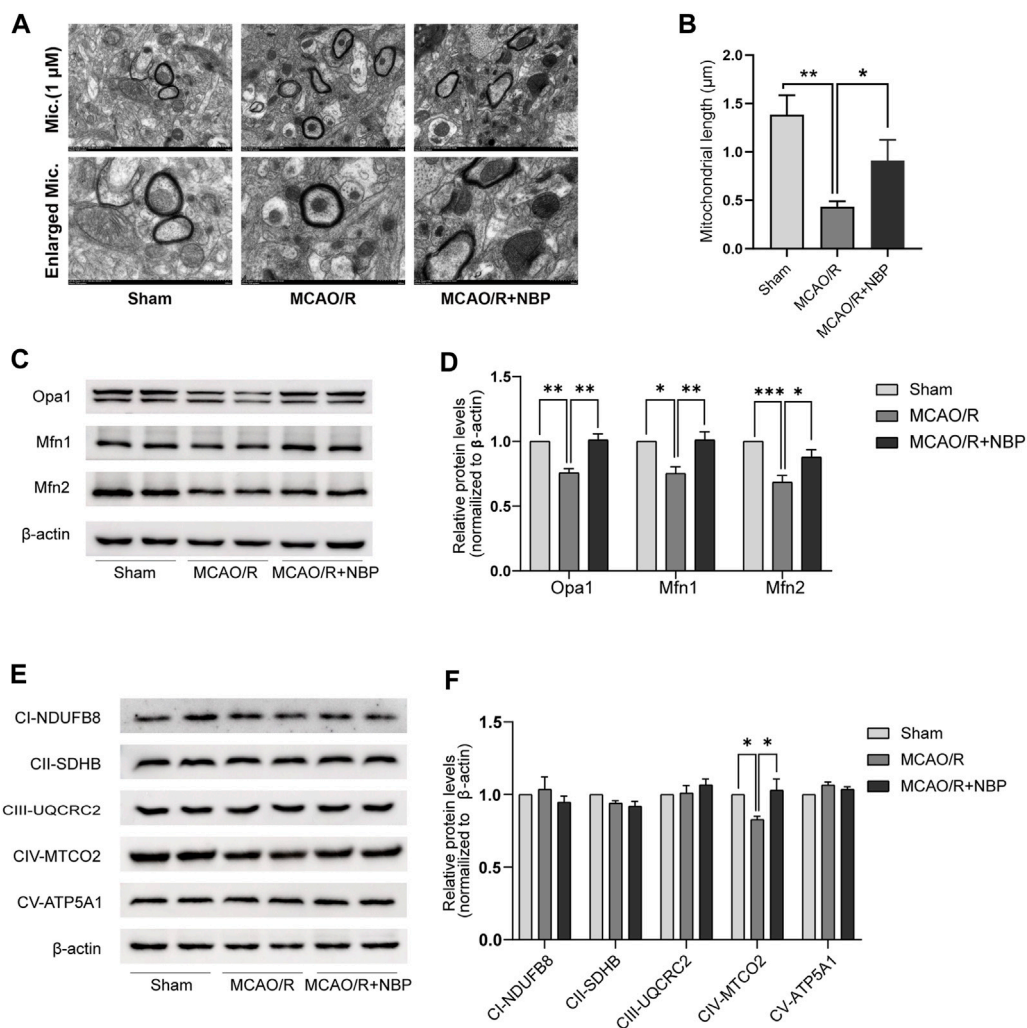 A
Mic.(1 µM)
Enlarged Mic.
Sham
MCAO/R
MCAO/R+NBP
B
Mitochondrial length (µm)
2.0
1.5
1.0
0.5
0.0
**
*
Sham
MCAO/R
MCAO/R+NBP
C
Opa1
Mfn1
Mfn2
β-actin
Sham
MCAO/R
MCAO/R+NBP
D
Relative protein levels
(normailized to β-actin)
1.5
1.0
0.5
0.0
** **
* **
*** *
Opa1
Mfn1
Mfn2
Sham
MCAO/R
MCAO/R+NBP
E
CI-NDUFB8
CII-SDHB
CIII-UQCRC2
CIV-MTCO2
CV-ATP5A1
β-actin
Sham
MCAO/R
MCAO/R+NBP
F
Relative protein levels
(normailized to β-actin)
1.5
1.0
0.5
0.0
* *
CI-NDUFB8
CII-SDHB
CIII-UQCRC2
CIV-MTCO2
CV-ATP5A1
Sham
MCAO/R
MCAO/R+NBP